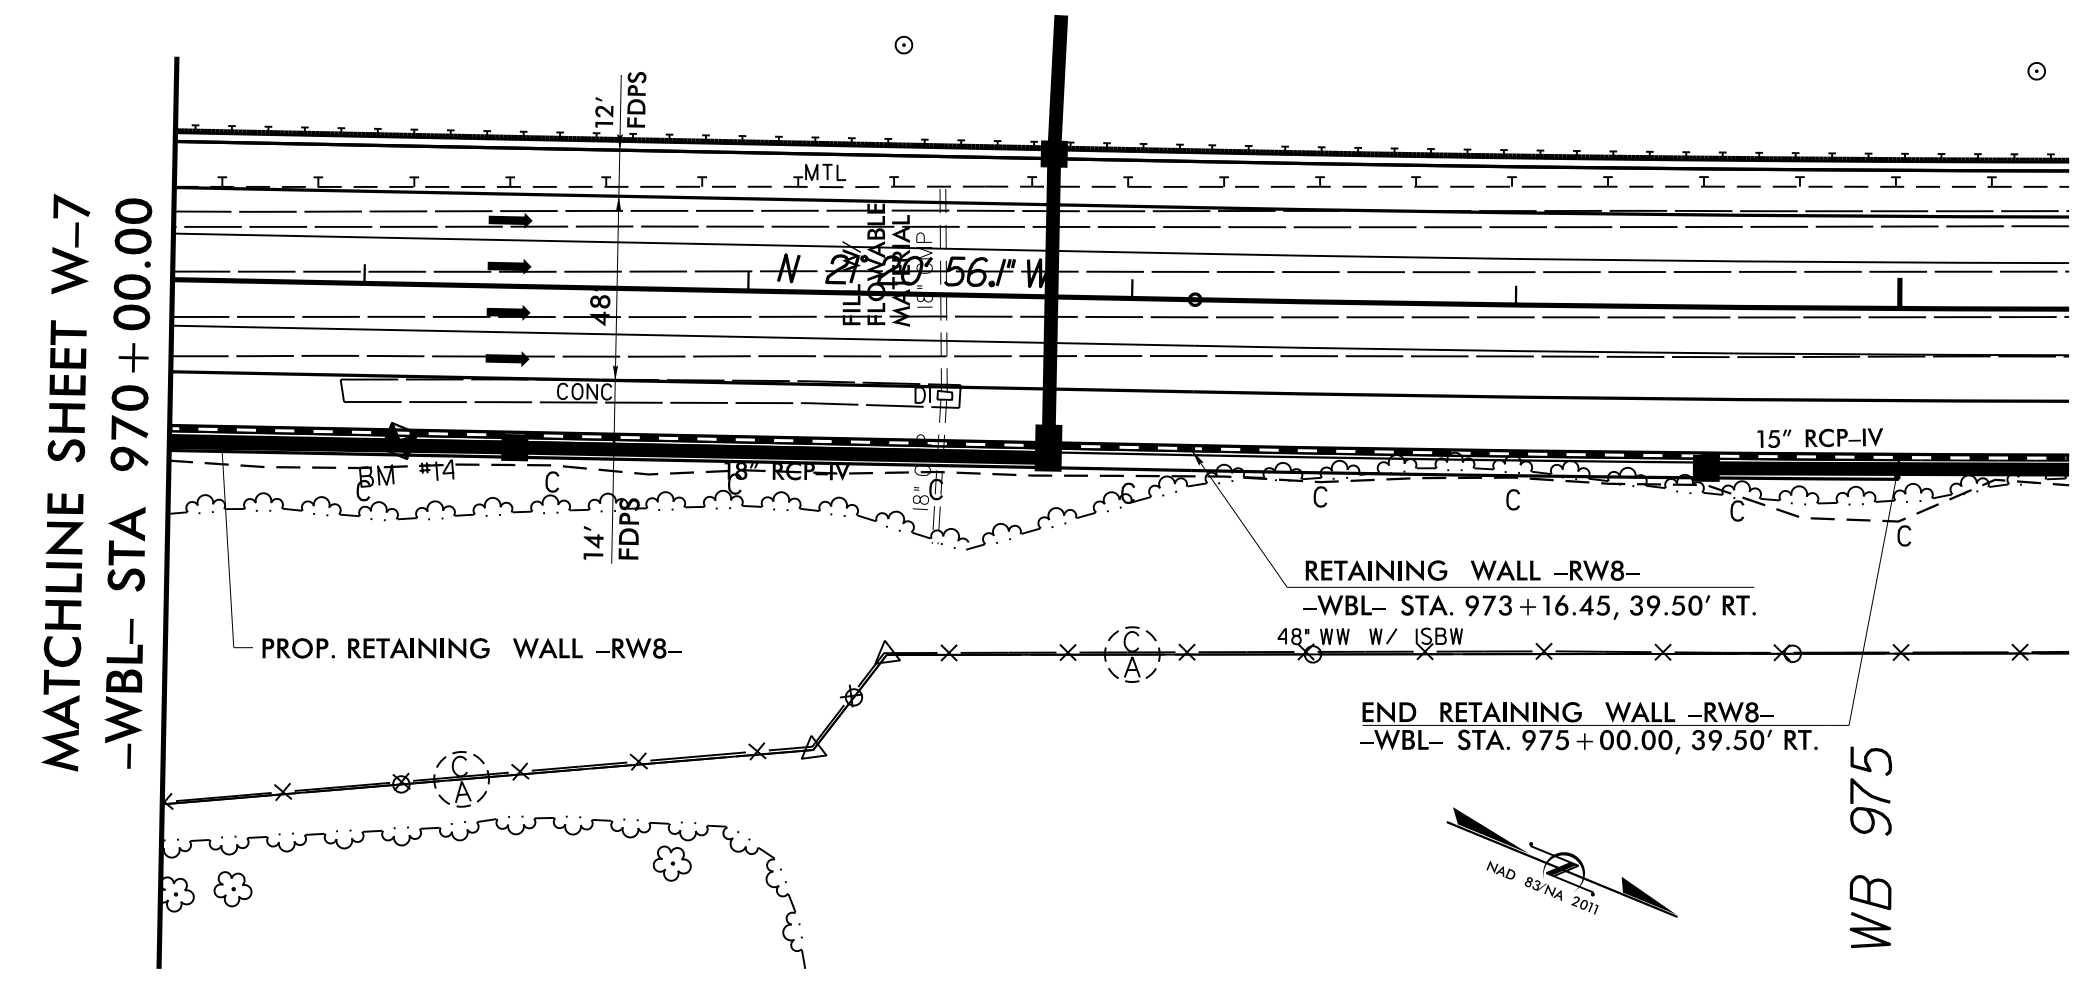 MATCHLINE SHEET W-7
-WBL- STA 970+00.00
12'
FDPS
MTL
48'
FILL W/
FLOWABLE
MATERIAL
N 21° 20' 56.1" W
CONC
DI
15" RCP-IV
BM #14
18" RCP-IV
C
C
C
C
C
C
C
C
C
14'
FDPS
RETAINING WALL -RW8-
-WBL- STA. 973+16.45, 39.50' RT.
48" WW W/ ISBW
PROP. RETAINING WALL -RW8-
C
A
C
A
END RETAINING WALL -RW8-
-WBL- STA. 975+00.00, 39.50' RT.
WB 975
NAD 83/NA 2011